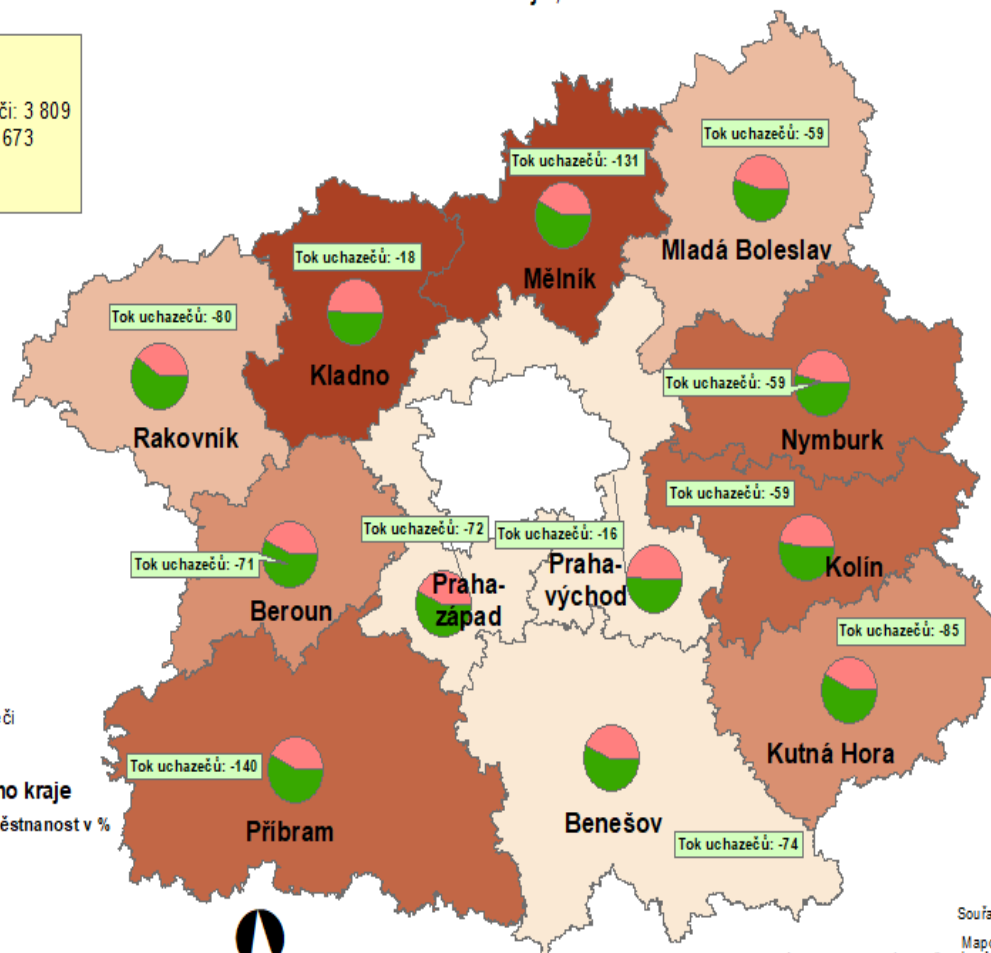 či: 3 809
673
Tok uchazečů: -59
Tok uchazečů: -131
Mladá Boleslav
Tok uchazečů: -18
Mělník
Tok uchazečů: -80
Kladno
Tok uchazečů: -59
Rakovník
Nymburk
Tok uchazečů: -59
Tok uchazečů: -72
Tok uchazečů: -16
Tok uchazečů: -71
Praha-
východ
Kolín
Praha-
západ
Beroun
Tok uchazečů: -85
či
Kutná Hora
Tok uchazečů: -140
ho kraje
ěstnanost v %
Příbram
Benešov
Tok uchazečů: -74
Souřa
Mapo